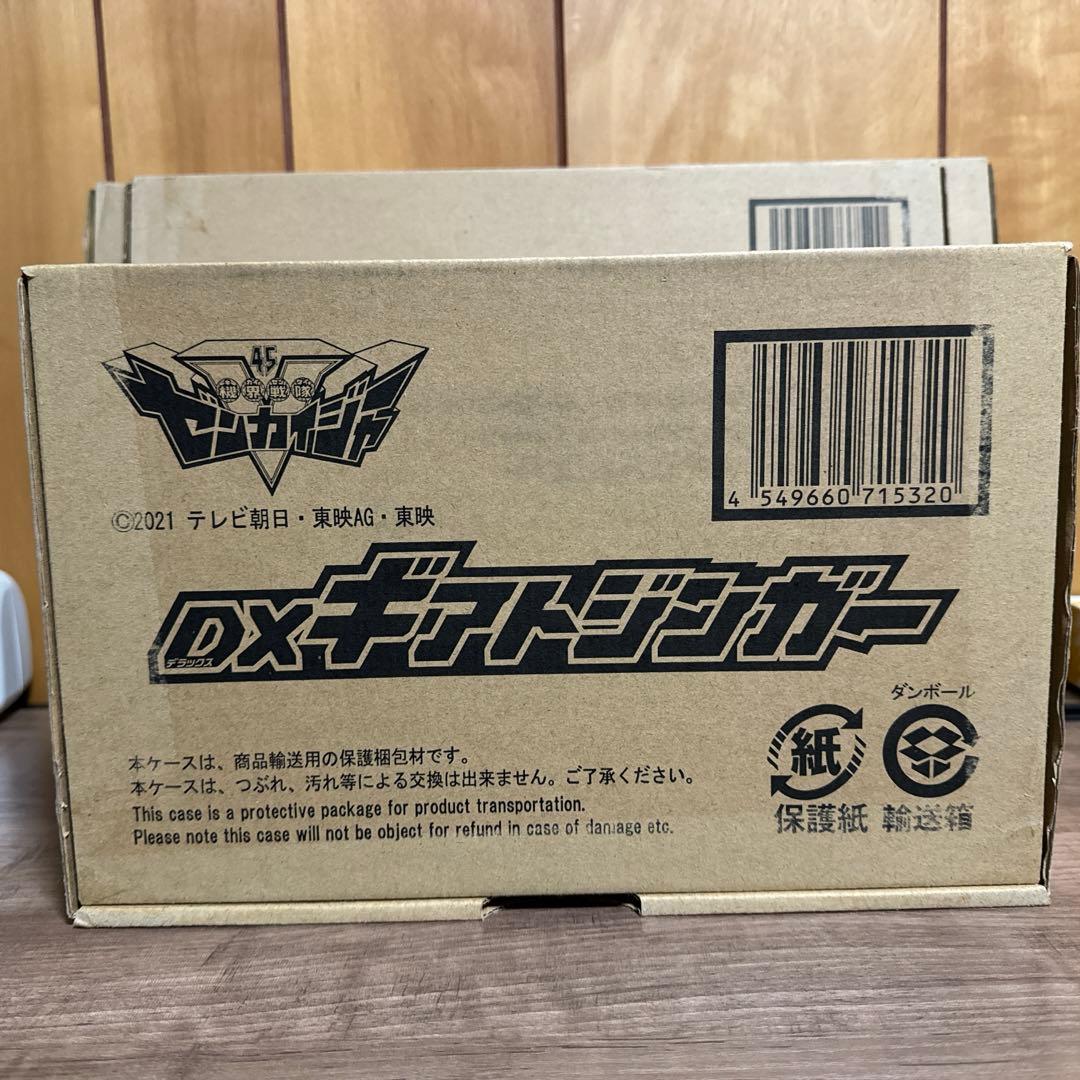 45
機界戦隊
ゼンカイジャー
©2021 テレビ朝日・東映AG・東映
4 549660 715320
DXギアトジンガー
デラックス
本ケースは、商品輸送用の保護梱包材です。
本ケースは、つぶれ、汚れ等による交換は出来ません。ご了承ください。
This case is a protective package for product transportation.
Please note this case will not be object for refund in case of damage etc.
ダンボール
紙
保護紙 輸送箱